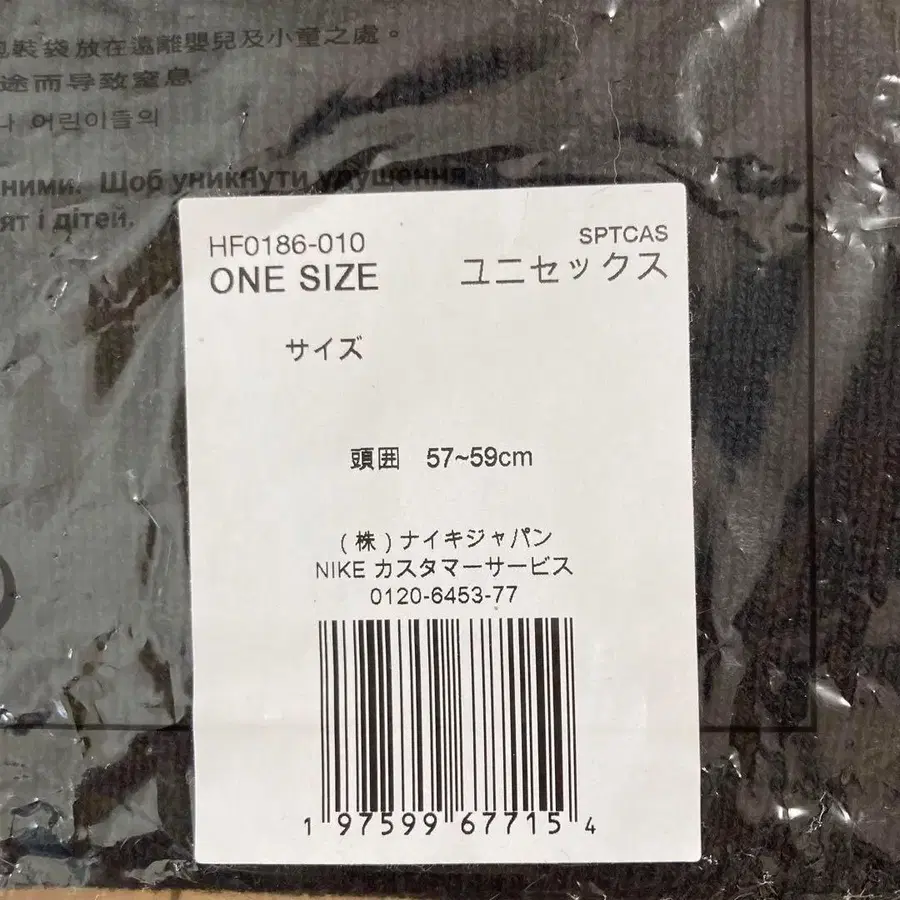 包裝袋放在遠離嬰兒及小童之處。
途而导致窒息
나 어린이들의
ними. Щоб уникнути удушення,
ят і дітей.
HF0186-010
SPTCAS
ONE SIZE
ユニセックス
サイズ
頭囲 57~59cm
(株)ナイキジャパン
NIKE カスタマーサービス
0120-6453-77
1 97599 67715 4